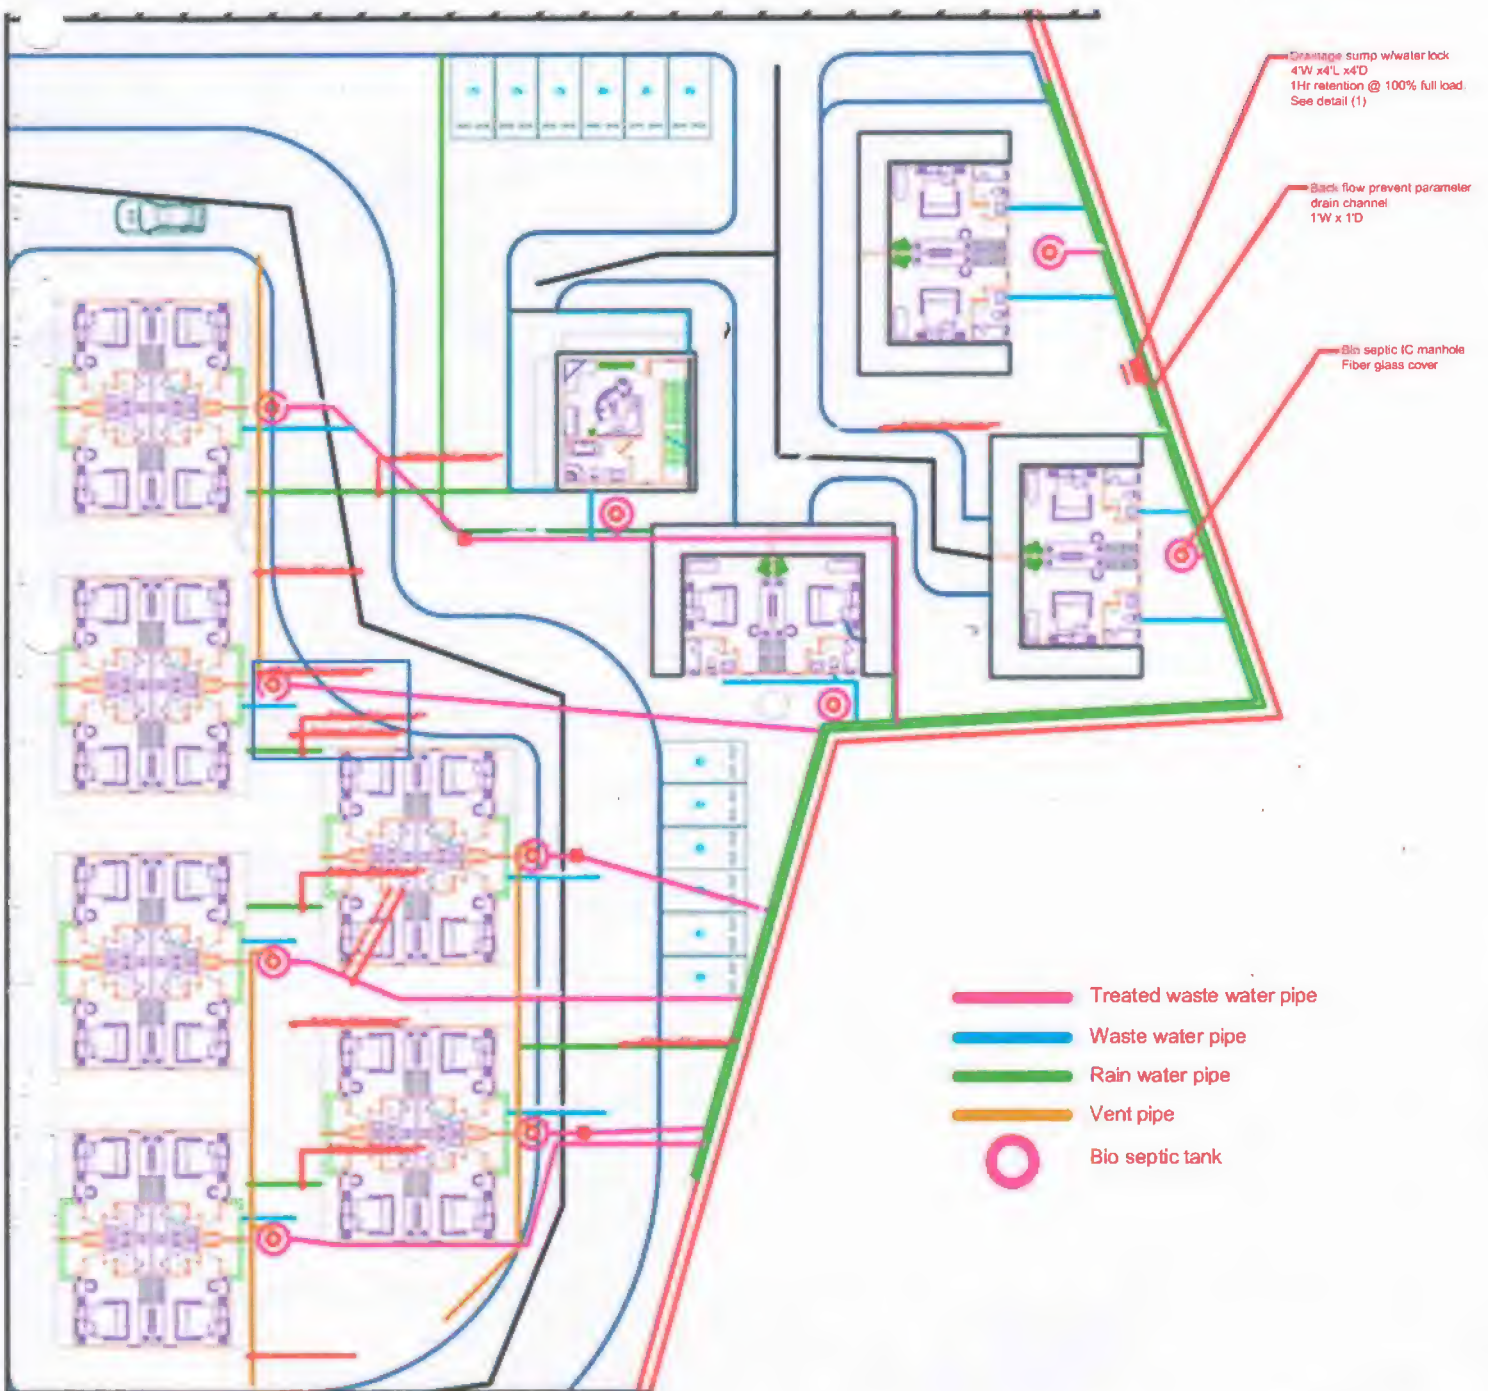 Drainage sump w/water lock
4'W x4'L x4'D
1Hr retention @ 100% full load.
See detail (1)
Back flow prevent parameter
drain channel
1'W x 1'D
Bio septic IC manhole
Fiber glass cover
Treated waste water pipe
Waste water pipe
Rain water pipe
Vent pipe
Bio septic tank